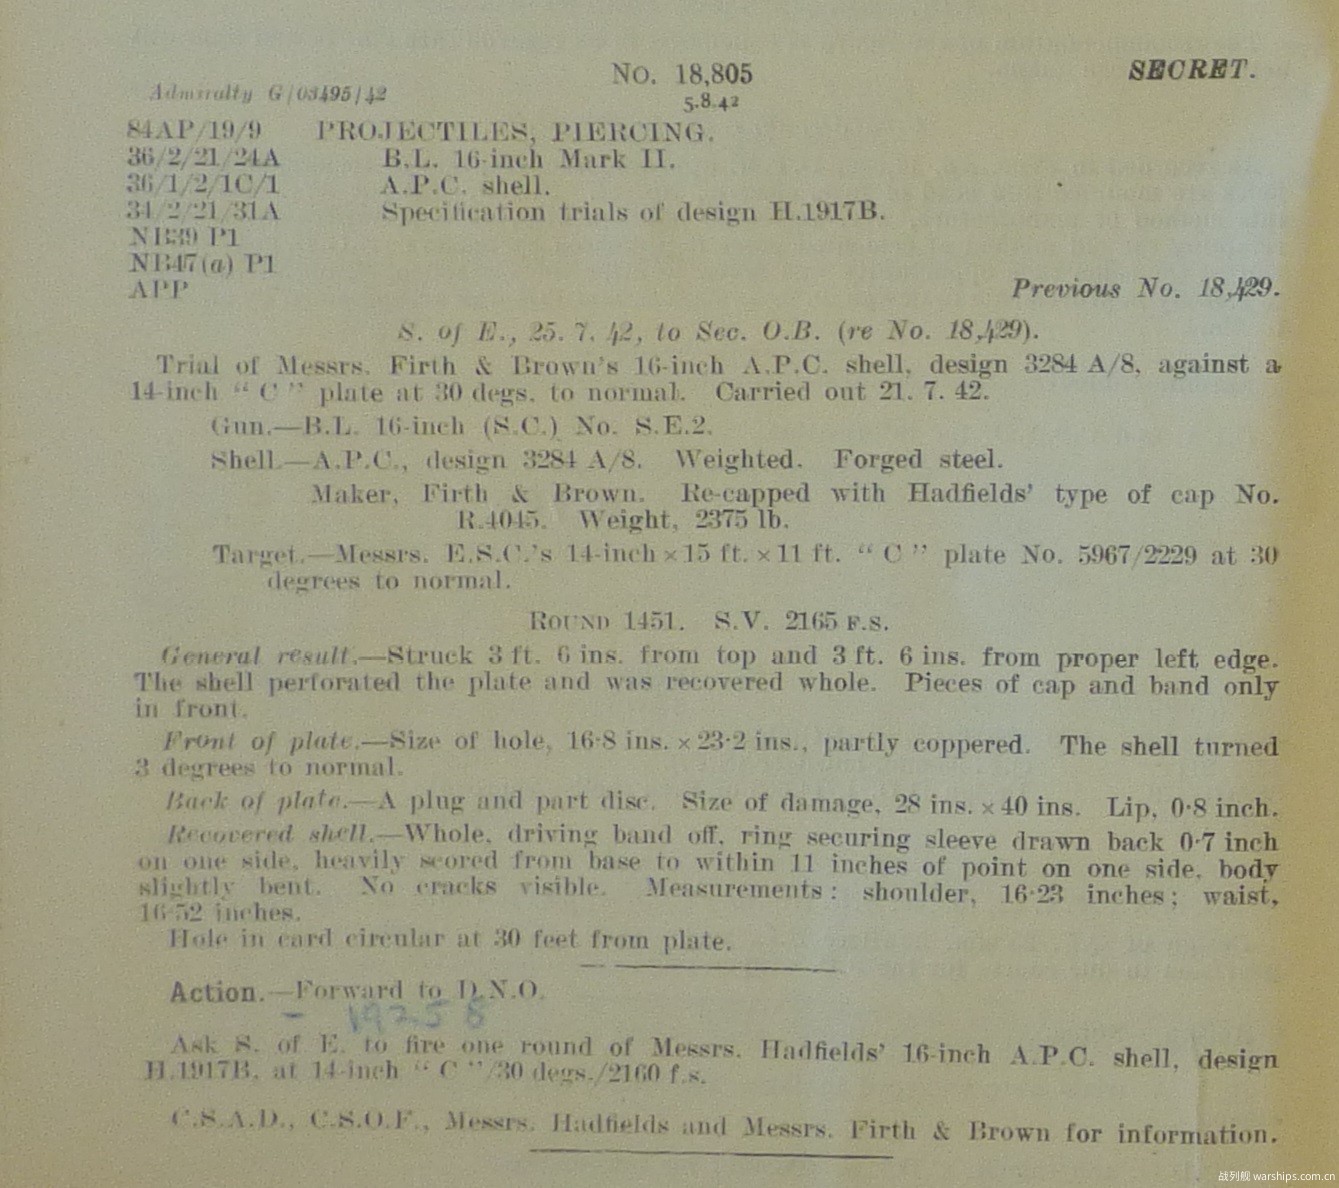 No. 18,805
SECRET.
Admiralty G/03495/42
5.8.42
84AP/19/9 PROJECTILES, PIERCING.
36/2/21/24A B.L. 16-inch Mark II.
36/1/2/1C/1 A.P.C. shell.
34/2/21/31A Specification trials of design H.1917B.
NB39 P1
NB47(a) P1
APP
Previous No. 18,429.
S. of E., 25. 7. 42, to Sec. O.B. (re No. 18,429).
Trial of Messrs. Firth & Brown's 16-inch A.P.C. shell, design 3284 A/8, against a
14-inch “ C ” plate at 30 degs. to normal. Carried out 21. 7. 42.
Gun.—B.L. 16-inch (S.C.) No. S.E.2.
Shell.—A.P.C., design 3284 A/8. Weighted. Forged steel.
Maker, Firth & Brown. Re-capped with Hadfields' type of cap No.
R.4045. Weight, 2375 lb.
Target.—Messrs. E.S.C.'s 14-inch × 15 ft. × 11 ft. “ C ” plate No. 5967/2229 at 30
degrees to normal.
Round 1451. S.V. 2165 F.S.
General result.—Struck 3 ft. 6 ins. from top and 3 ft. 6 ins. from proper left edge.
The shell perforated the plate and was recovered whole. Pieces of cap and band only
in front.
Front of plate.—Size of hole, 16·8 ins. × 23·2 ins., partly coppered. The shell turned
3 degrees to normal.
Back of plate.—A plug and part disc. Size of damage, 28 ins. × 40 ins. Lip, 0·8 inch.
Recovered shell.—Whole, driving band off, ring securing sleeve drawn back 0·7 inch
on one side, heavily scored from base to within 11 inches of point on one side, body
slightly bent. No cracks visible. Measurements : shoulder, 16·23 inches ; waist,
16·52 inches.
Hole in card circular at 30 feet from plate.
Action.—Forward to D.N.O.
– 19258
Ask S. of E. to fire one round of Messrs. Hadfields' 16-inch A.P.C. shell, design
H.1917B, at 14-inch “ C ”/30 degs./2160 f.s.
C.S.A.D., C.S.O.F., Messrs. Hadfields and Messrs. Firth & Brown for information.
战列舰 warships.com.cn